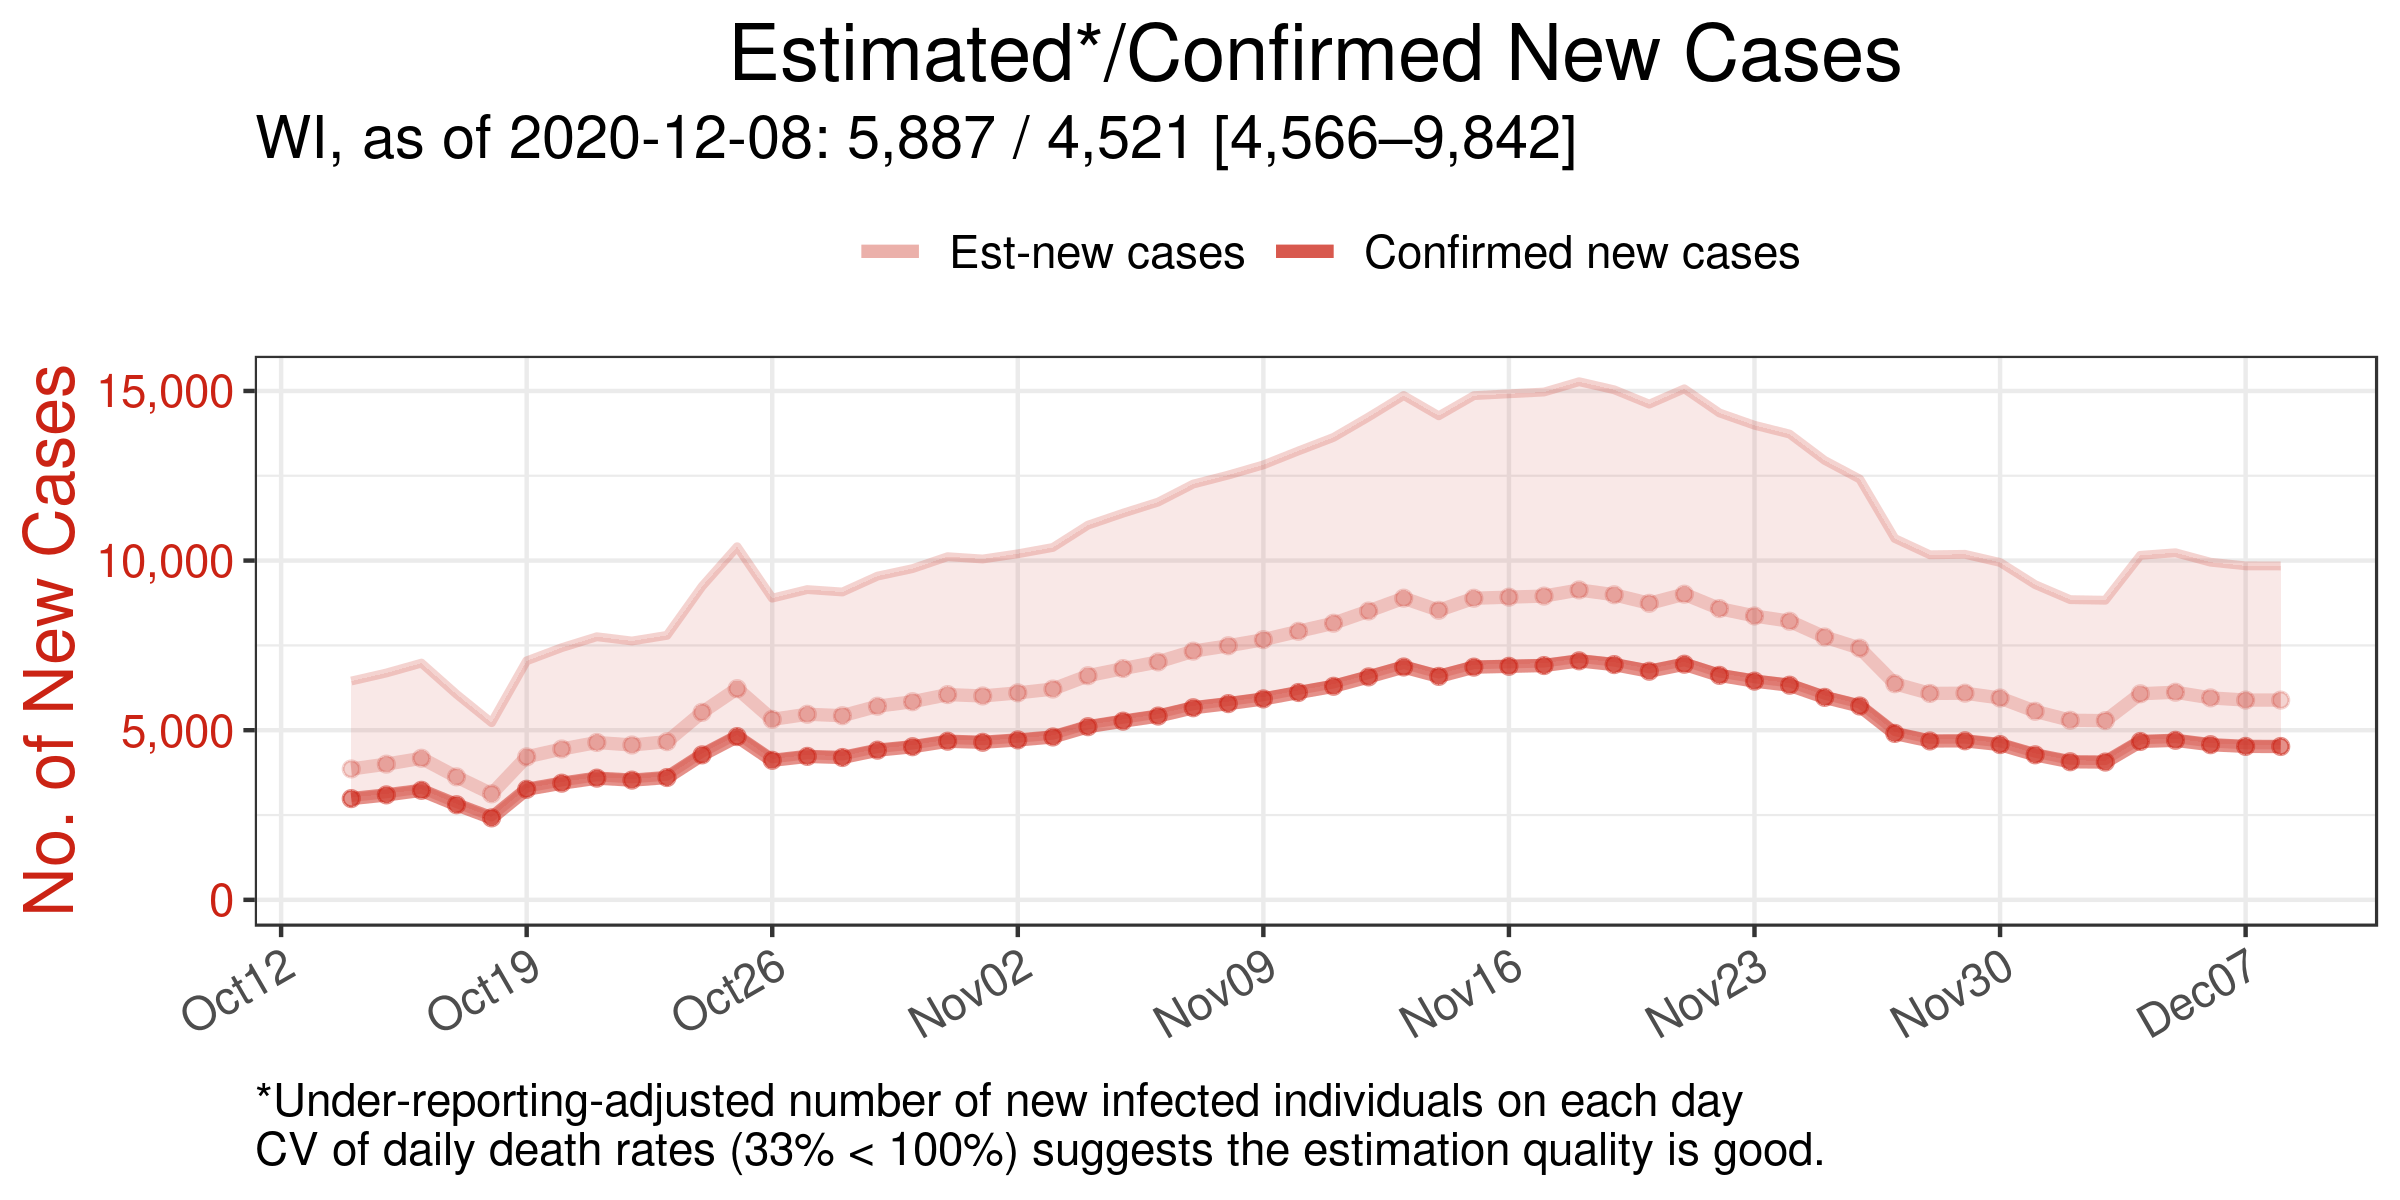 Estimated*/Confirmed New Cases
WI, as of 2020-12-08: 5,887 / 4,521 [4,566–9,842]
Est-new cases
Confirmed new cases
No. of New Cases
15,000
10,000
5,000
0
Oct12
Oct19
Oct26
Nov02
Nov09
Nov16
Nov23
Nov30
Dec07
*Under-reporting-adjusted number of new infected individuals on each day
CV of daily death rates (33% < 100%) suggests the estimation quality is good.